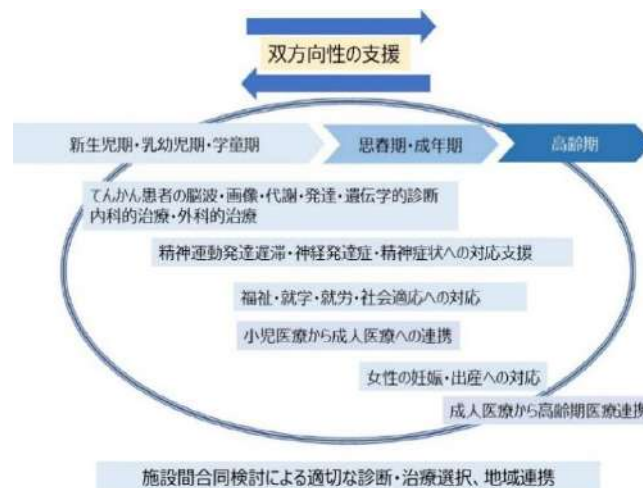 双方向性の支援
新生児期・乳幼児期・学童期
思春期・成年期
高齢期
てんかん患者の脳波・画像・代謝・発達・遺伝学的診断
内科的治療・外科的治療
精神運動発達遅滞・神経発達症・精神症状への対応支援
福祉・就学・就労・社会適応への対応
小児医療から成人医療への連携
女性の妊娠・出産への対応
成人医療から高齢期医療連携
施設間合同検討による適切な診断・治療選択、地域連携